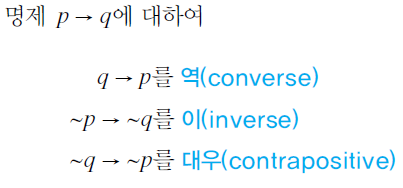 명제 p → q에 대하여
q → p를 역(converse)
~p → ~q를 이(inverse)
~q → ~p를 대우(contrapositive)